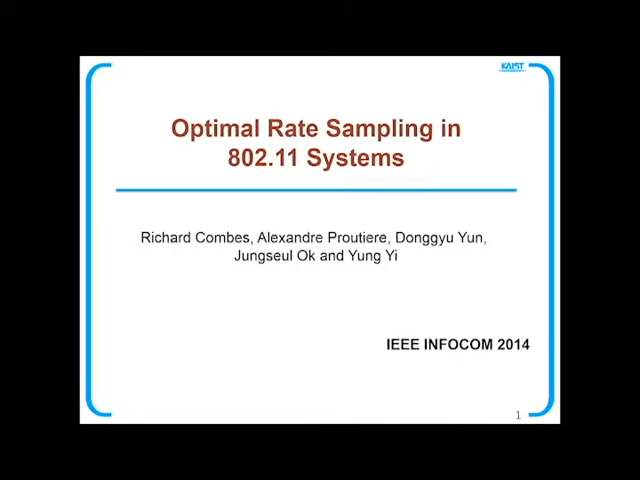 KAIST
Optimal Rate Sampling in
802.11 Systems
Richard Combes, Alexandre Proutiere, Donggyu Yun,
Jungseul Ok and Yung Yi
IEEE INFOCOM 2014
1